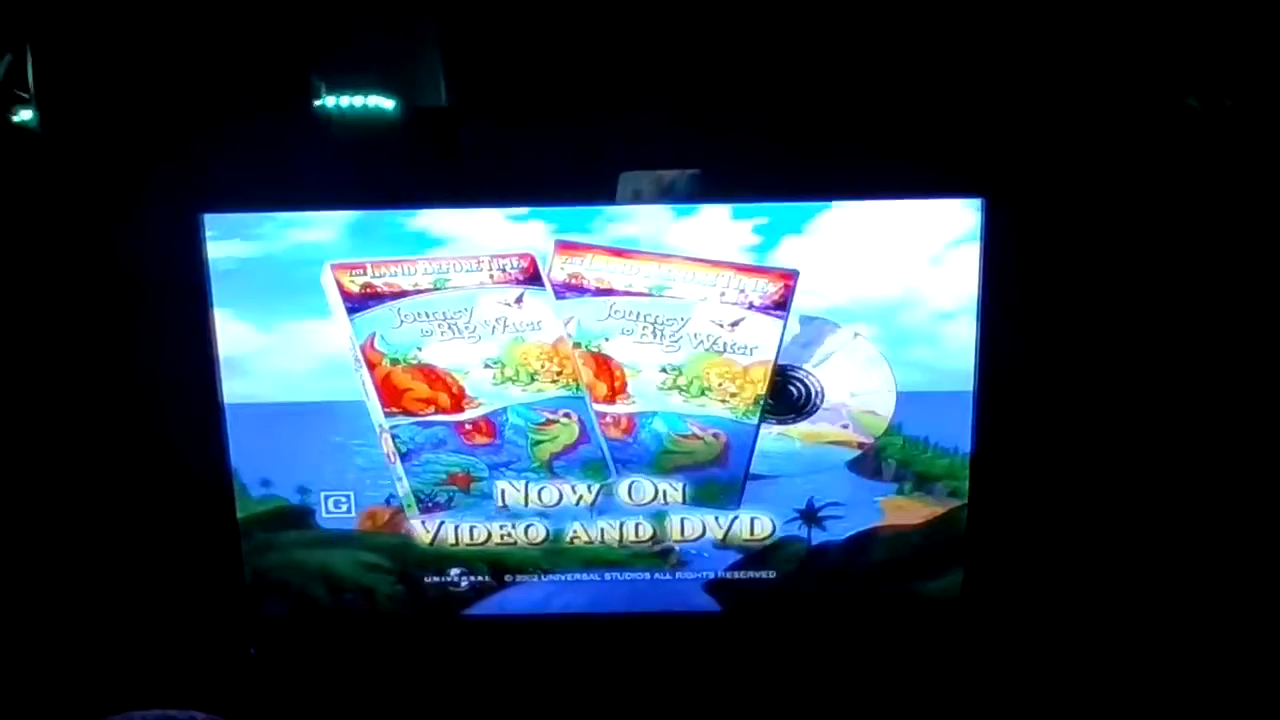 THE LAND BEFORE TIME
Journey
to Big Water
THE LAND BEFORE TIME
Journey
to Big Water
NOW ON
VIDEO AND DVD
G
UNIVERSAL © 2002 UNIVERSAL STUDIOS ALL RIGHTS RESERVED